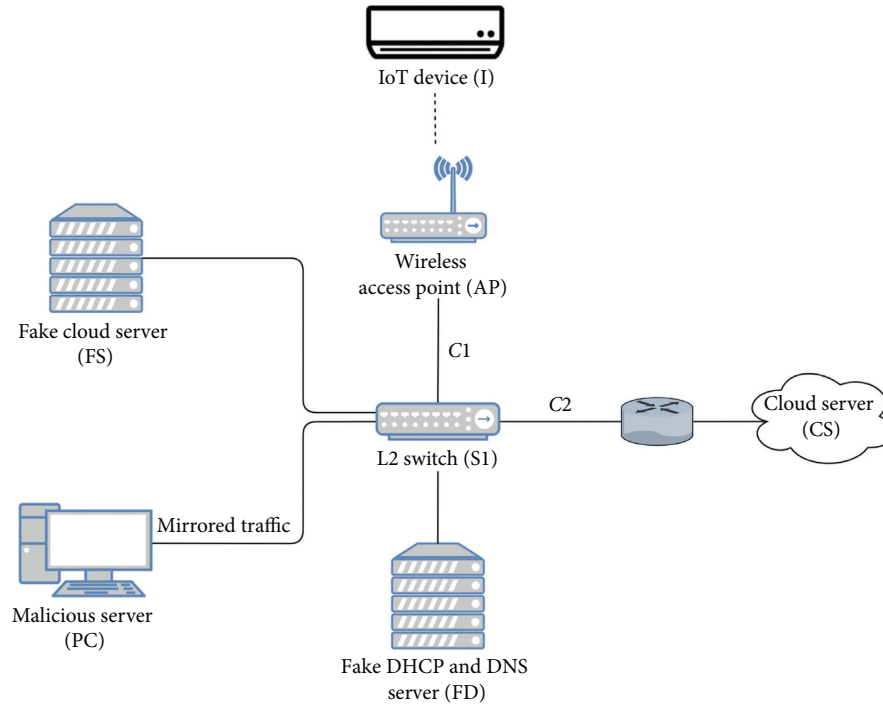 IoT device (I)
Wireless
access point (AP)
Fake cloud server
(FS)
C1
C2
Cloud server
(CS)
L2 switch (S1)
Mirrored traffic
Malicious server
(PC)
Fake DHCP and DNS
server (FD)